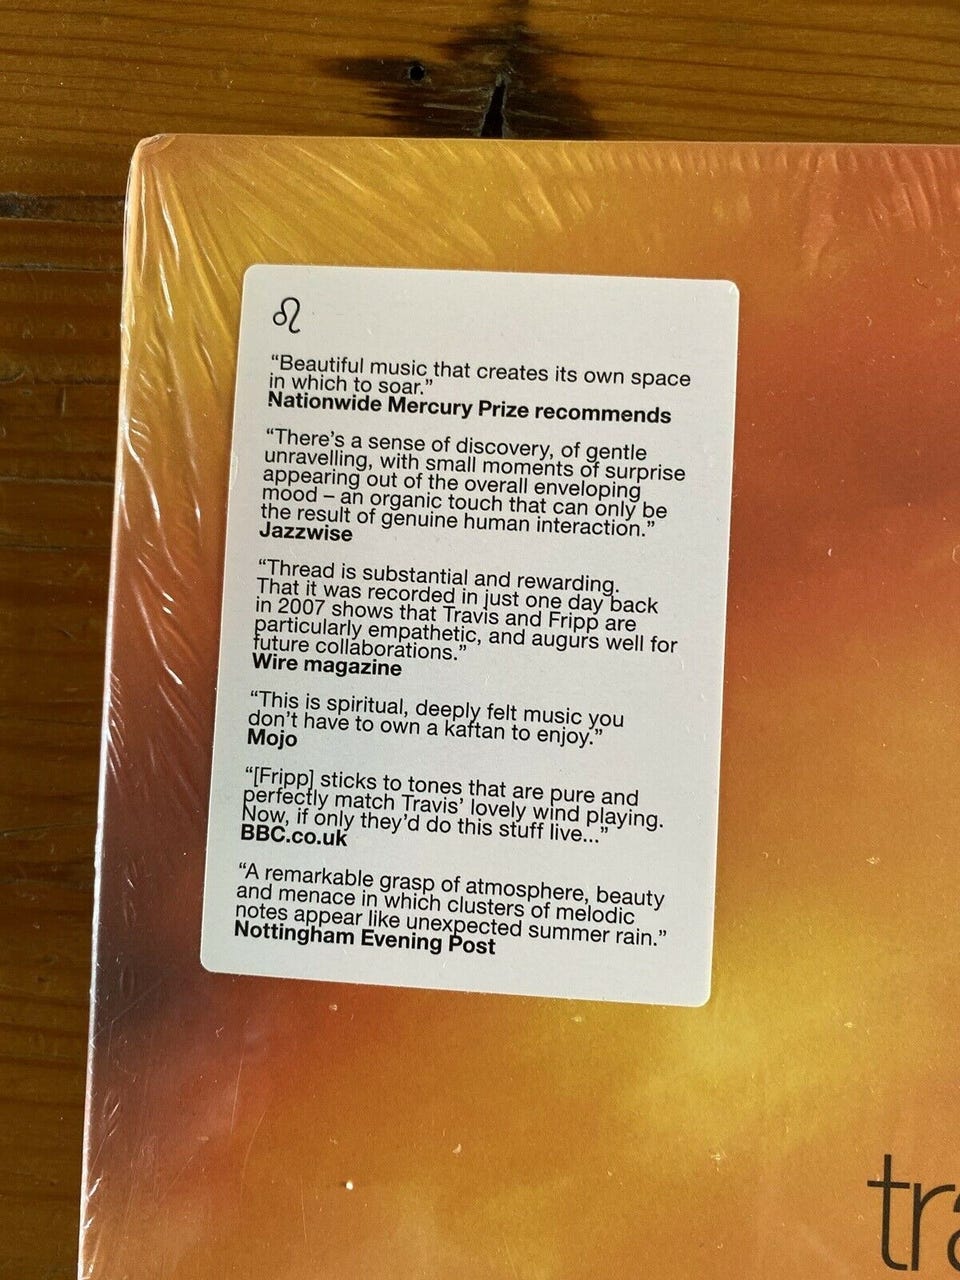 ♌
“Beautiful music that creates its own space
in which to soar.”
Nationwide Mercury Prize recommends
“There’s a sense of discovery, of gentle
unravelling, with small moments of surprise
appearing out of the overall enveloping
mood – an organic touch that can only be
the result of genuine human interaction.”
Jazzwise
“Thread is substantial and rewarding.
That it was recorded in just one day back
in 2007 shows that Travis and Fripp are
particularly empathetic, and augurs well for
future collaborations.”
Wire magazine
“This is spiritual, deeply felt music you
don’t have to own a kaftan to enjoy.”
Mojo
“[Fripp] sticks to tones that are pure and
perfectly match Travis’ lovely wind playing.
Now, if only they’d do this stuff live...”
BBC.co.uk
“A remarkable grasp of atmosphere, beauty
and menace in which clusters of melodic
notes appear like unexpected summer rain.”
Nottingham Evening Post
tra